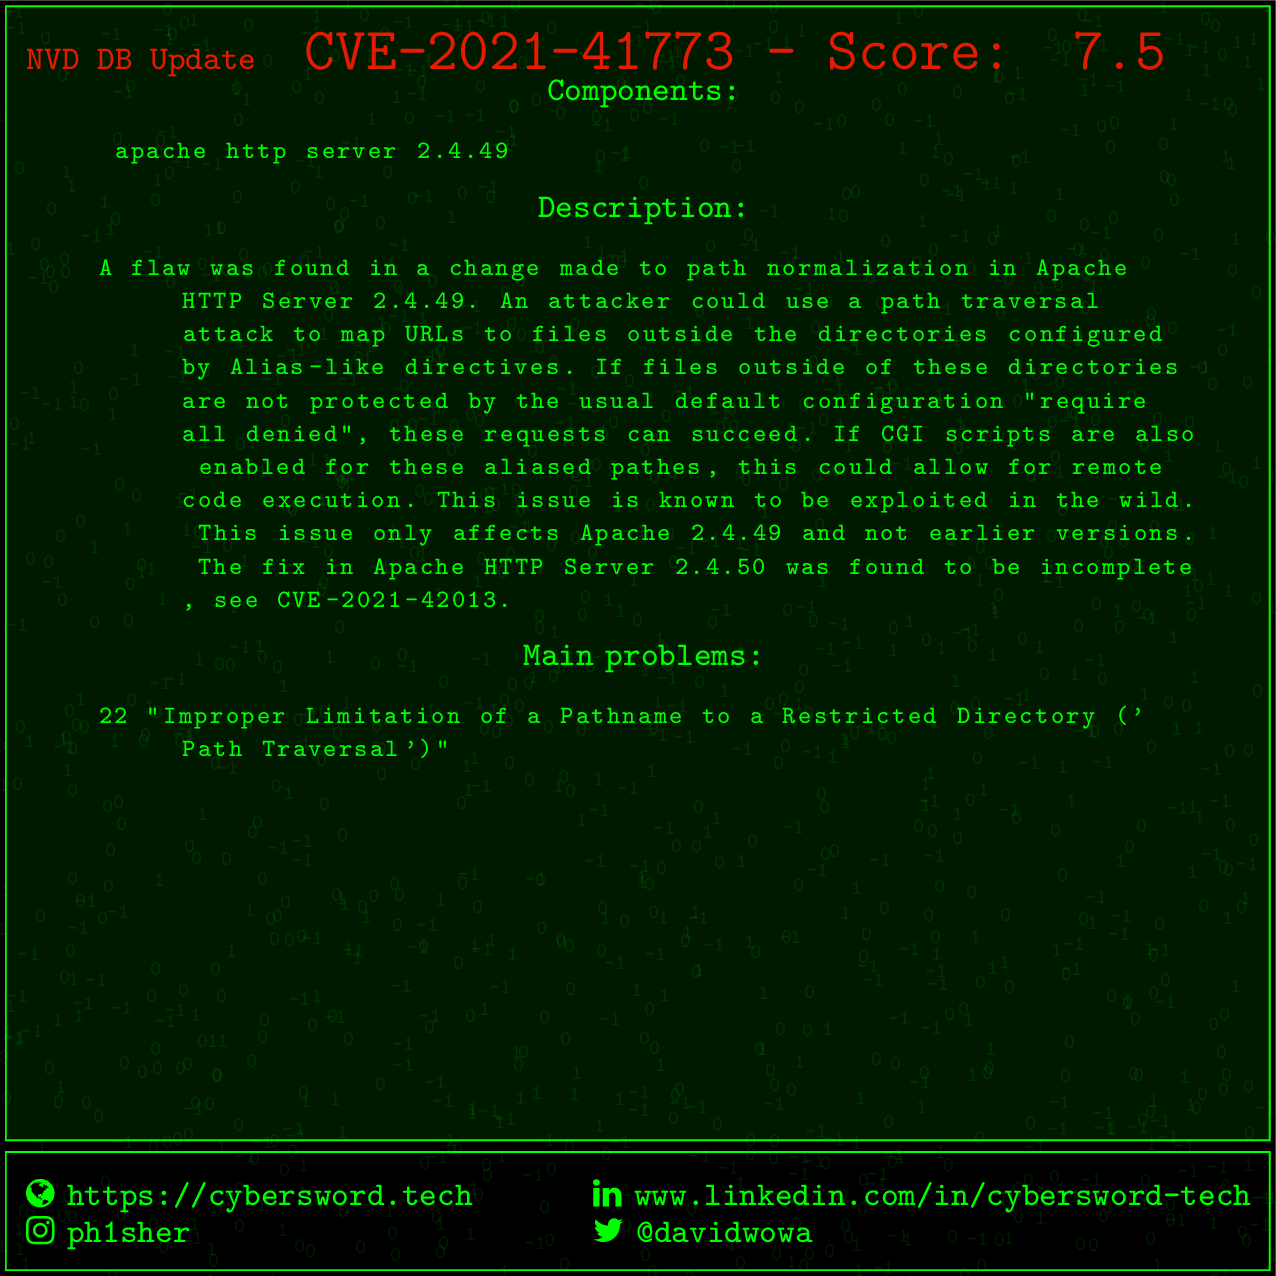 NVD DB Update CVE-2021-41773 - Score: 7.5
Components:
apache http server 2.4.49
Description:
A flaw was found in a change made to path normalization in Apache
HTTP Server 2.4.49. An attacker could use a path traversal
attack to map URLs to files outside the directories configured
by Alias-like directives. If files outside of these directories
are not protected by the usual default configuration "require
all denied", these requests can succeed. If CGI scripts are also
enabled for these aliased pathes, this could allow for remote
code execution. This issue is known to be exploited in the wild.
This issue only affects Apache 2.4.49 and not earlier versions.
The fix in Apache HTTP Server 2.4.50 was found to be incomplete
, see CVE-2021-42013.
Main problems:
22 "Improper Limitation of a Pathname to a Restricted Directory ('
Path Traversal')"
https://cybersword.tech
www.linkedin.com/in/cybersword-tech
ph1sher
@davidwowa